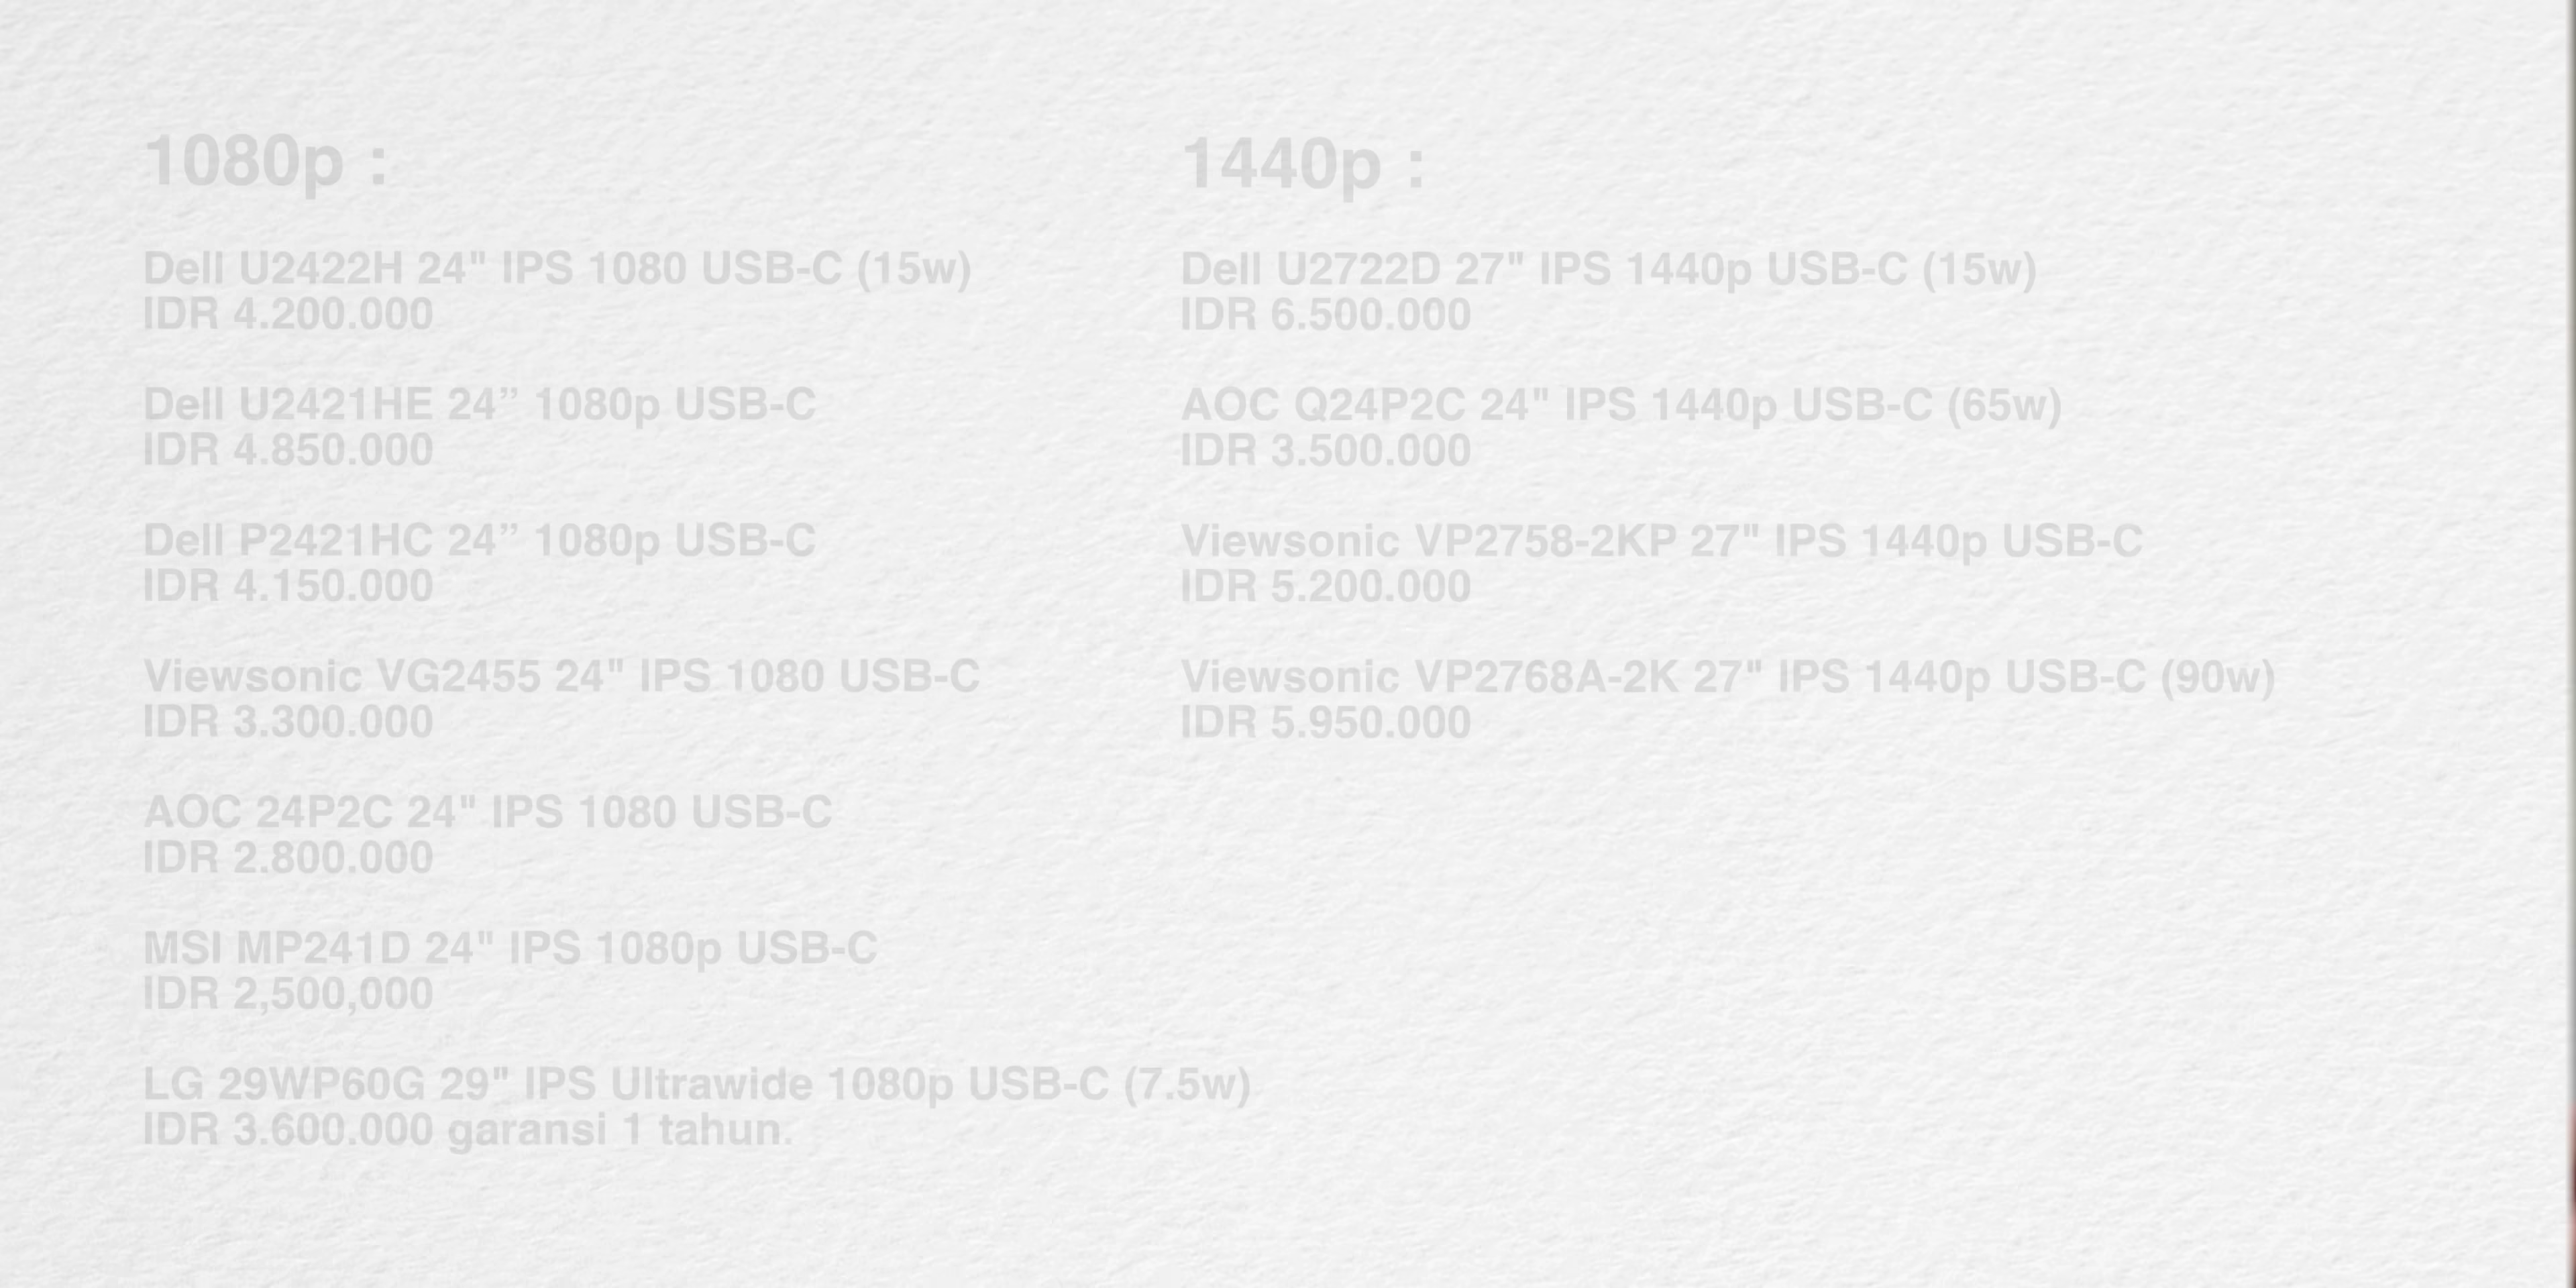 1080p :
Dell U2422H 24" IPS 1080 USB-C (15w)
IDR 4.200.000
Dell U2421HE 24” 1080p USB-C
IDR 4.850.000
Dell P2421HC 24” 1080p USB-C
IDR 4.150.000
Viewsonic VG2455 24" IPS 1080 USB-C
IDR 3.300.000
AOC 24P2C 24" IPS 1080 USB-C
IDR 2.800.000
MSI MP241D 24" IPS 1080p USB-C
IDR 2,500,000
LG 29WP60G 29" IPS Ultrawide 1080p USB-C (7.5w)
IDR 3.600.000 garansi 1 tahun.
1440p :
Dell U2722D 27" IPS 1440p USB-C (15w)
IDR 6.500.000
AOC Q24P2C 24" IPS 1440p USB-C (65w)
IDR 3.500.000
Viewsonic VP2758-2KP 27" IPS 1440p USB-C
IDR 5.200.000
Viewsonic VP2768A-2K 27" IPS 1440p USB-C (90w)
IDR 5.950.000